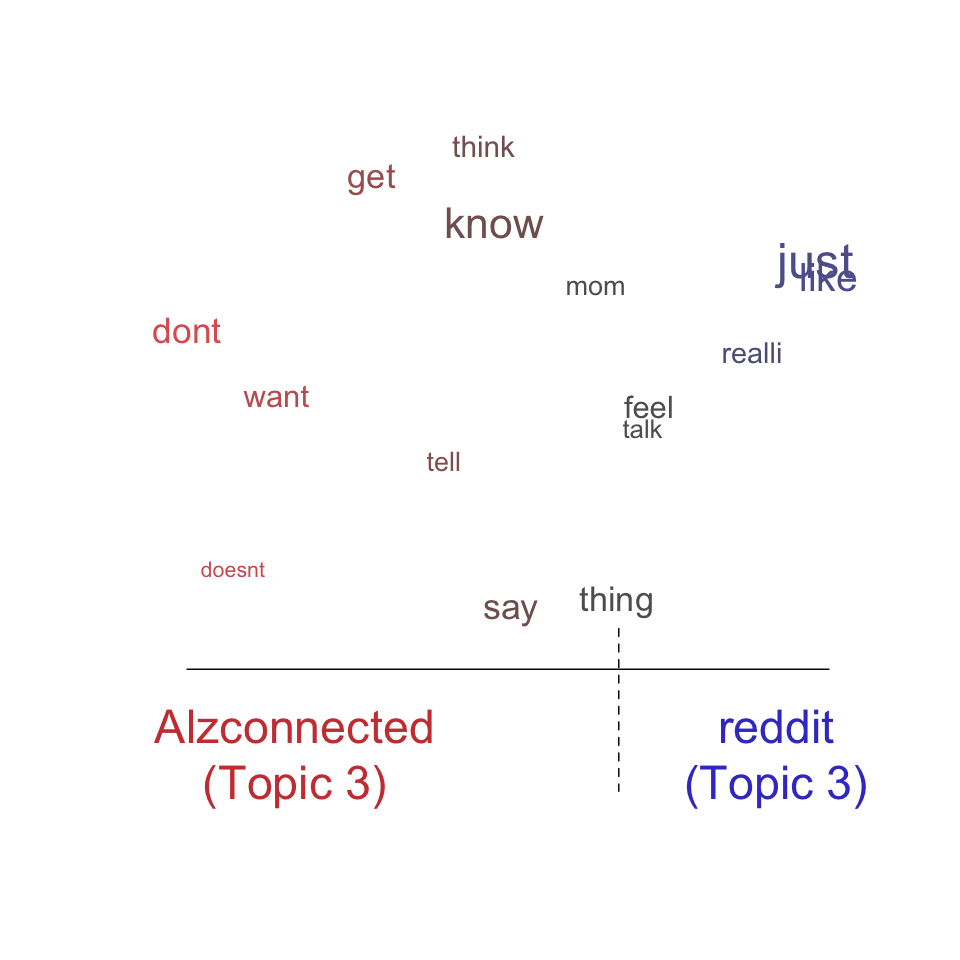 think
get
know
just
like
mom
dont
realli
want
feel
talk
tell
doesnt
say
thing
Alzconnected
(Topic 3)
reddit
(Topic 3)